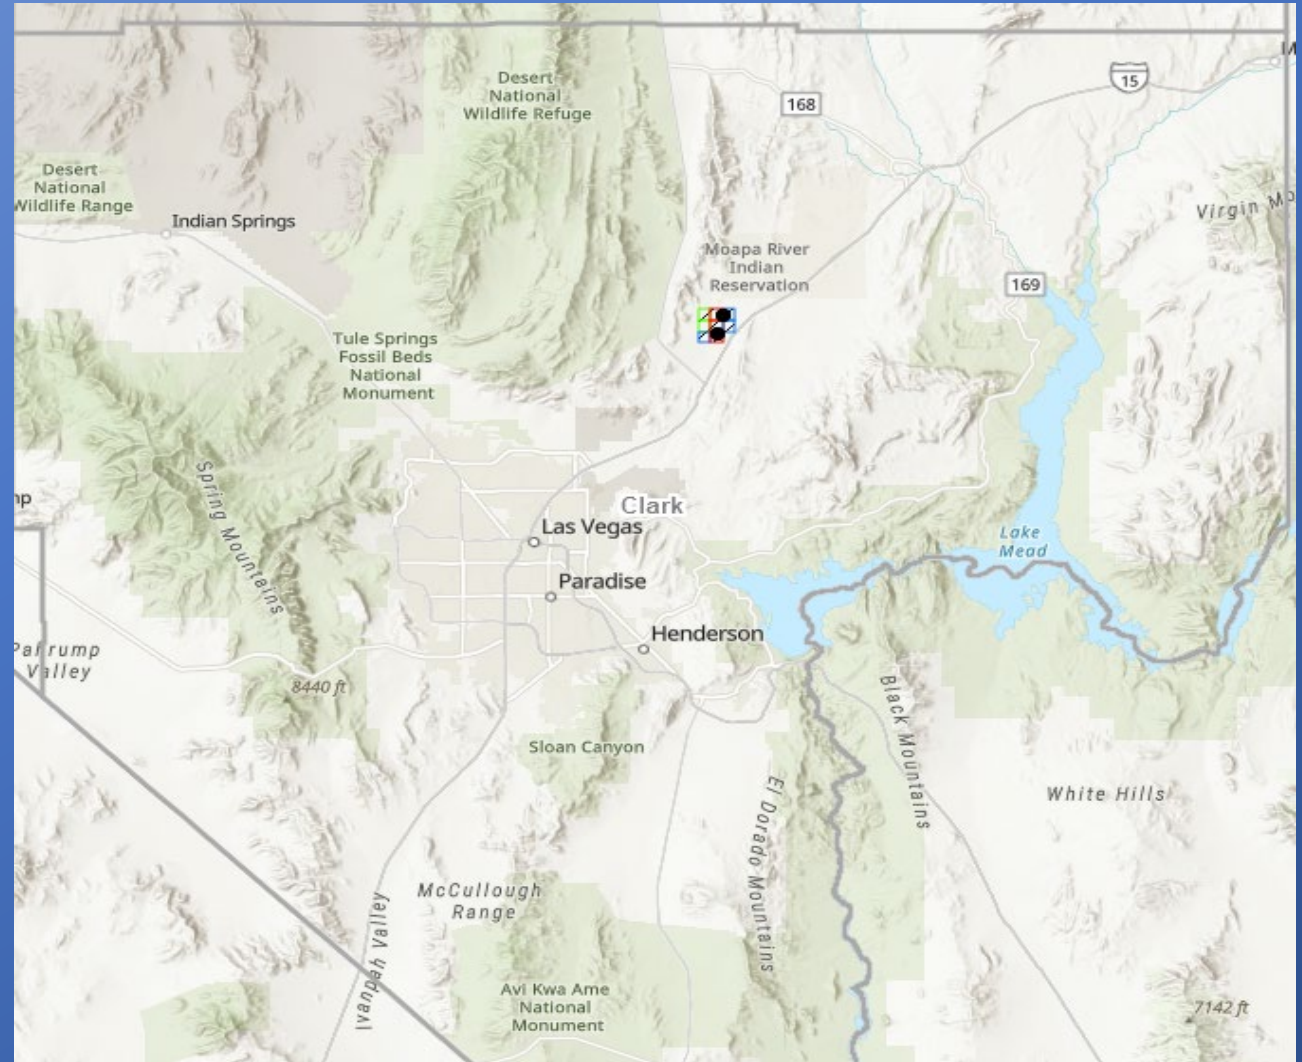 Desert
National
Wildlife Refuge
168
15
M
Desert
National
Wildlife Range
Indian Springs
Virgin Mo
Moapa River
Indian
Reservation
169
Tule Springs
Fossil Beds
National
Monument
Spring Mountains
np
Clark
Las Vegas
Lake
Mead
Paradise
Henderson
Pahrump
Valley
8440 ft
Black Mountains
Sloan Canyon
El Dorado Mountains
White Hills
McCullough
Range
Ivanpah Valley
Avi Kwa Ame
National
Monument
7142 ft